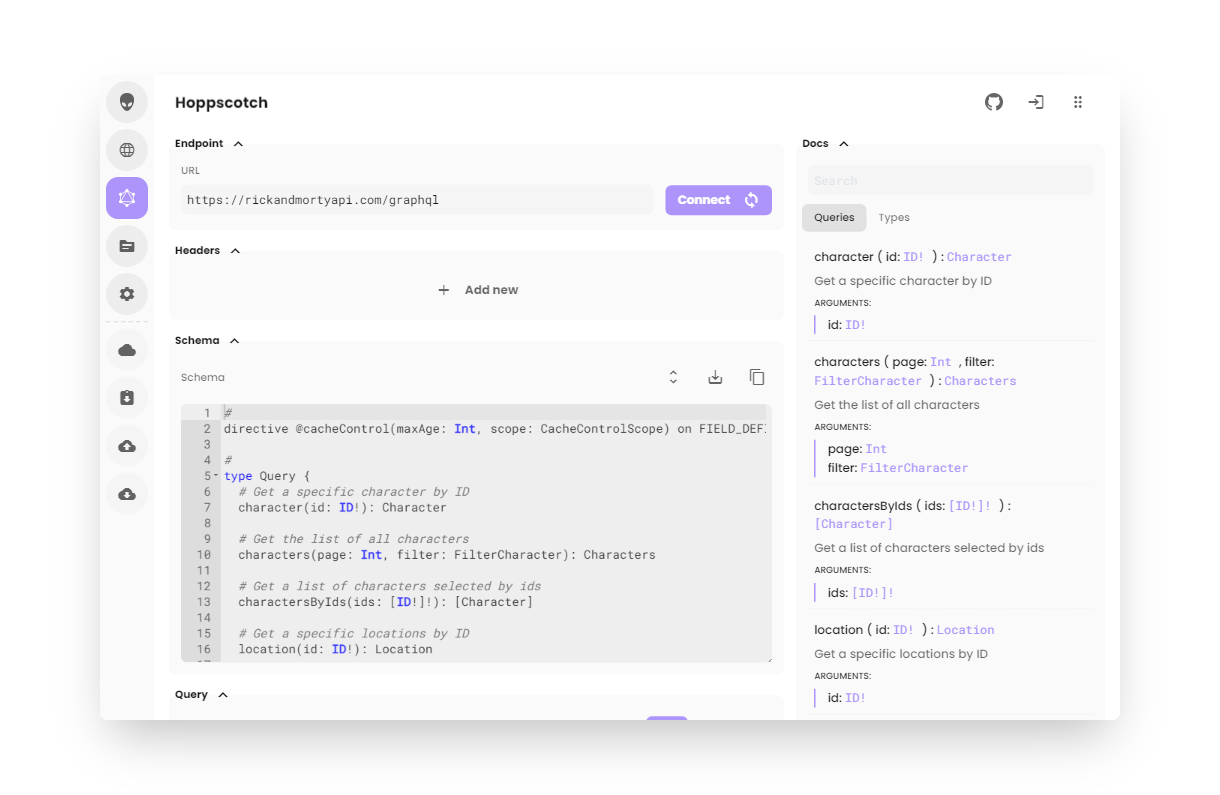 Hoppscotch
Endpoint
URL
https://rickandmortyapi.com/graphql
Connect
Headers
Add new
Schema
Schema
1 #
2 directive @cacheControl(maxAge: Int, scope: CacheControlScope) on FIELD_DEFI
3
4 #
5 type Query {
6 # Get a specific character by ID
7 character(id: ID!): Character
8
9 # Get the list of all characters
10 characters(page: Int, filter: FilterCharacter): Characters
11
12 # Get a list of characters selected by ids
13 charactersByIds(ids: [ID!]!): [Character]
14
15 # Get a specific locations by ID
16 location(id: ID!): Location
Query
Docs
Search
Queries Types
character ( id: ID! ) : Character
Get a specific character by ID
ARGUMENTS:
id: ID!
characters ( page: Int , filter:
FilterCharacter ) : Characters
Get the list of all characters
ARGUMENTS:
page: Int
filter: FilterCharacter
charactersByIds ( ids: [ID!]! ) :
[Character]
Get a list of characters selected by ids
ARGUMENTS:
ids: [ID!]!
location ( id: ID! ) : Location
Get a specific locations by ID
ARGUMENTS:
id: ID!